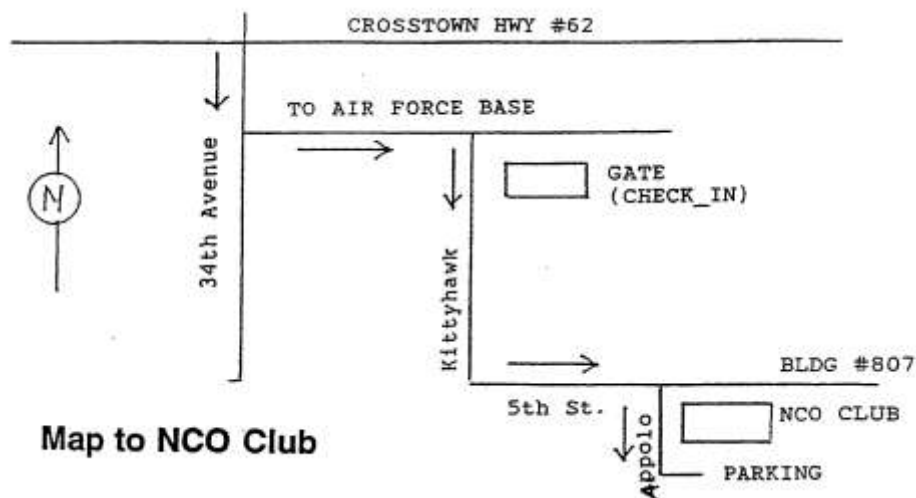 CROSSTOWN HWY #62
TO AIR FORCE BASE
N
34th Avenue
GATE
(CHECK_IN)
Kittyhawk
BLDG #807
5th St.
NCO CLUB
Appolo
PARKING
Map to NCO Club